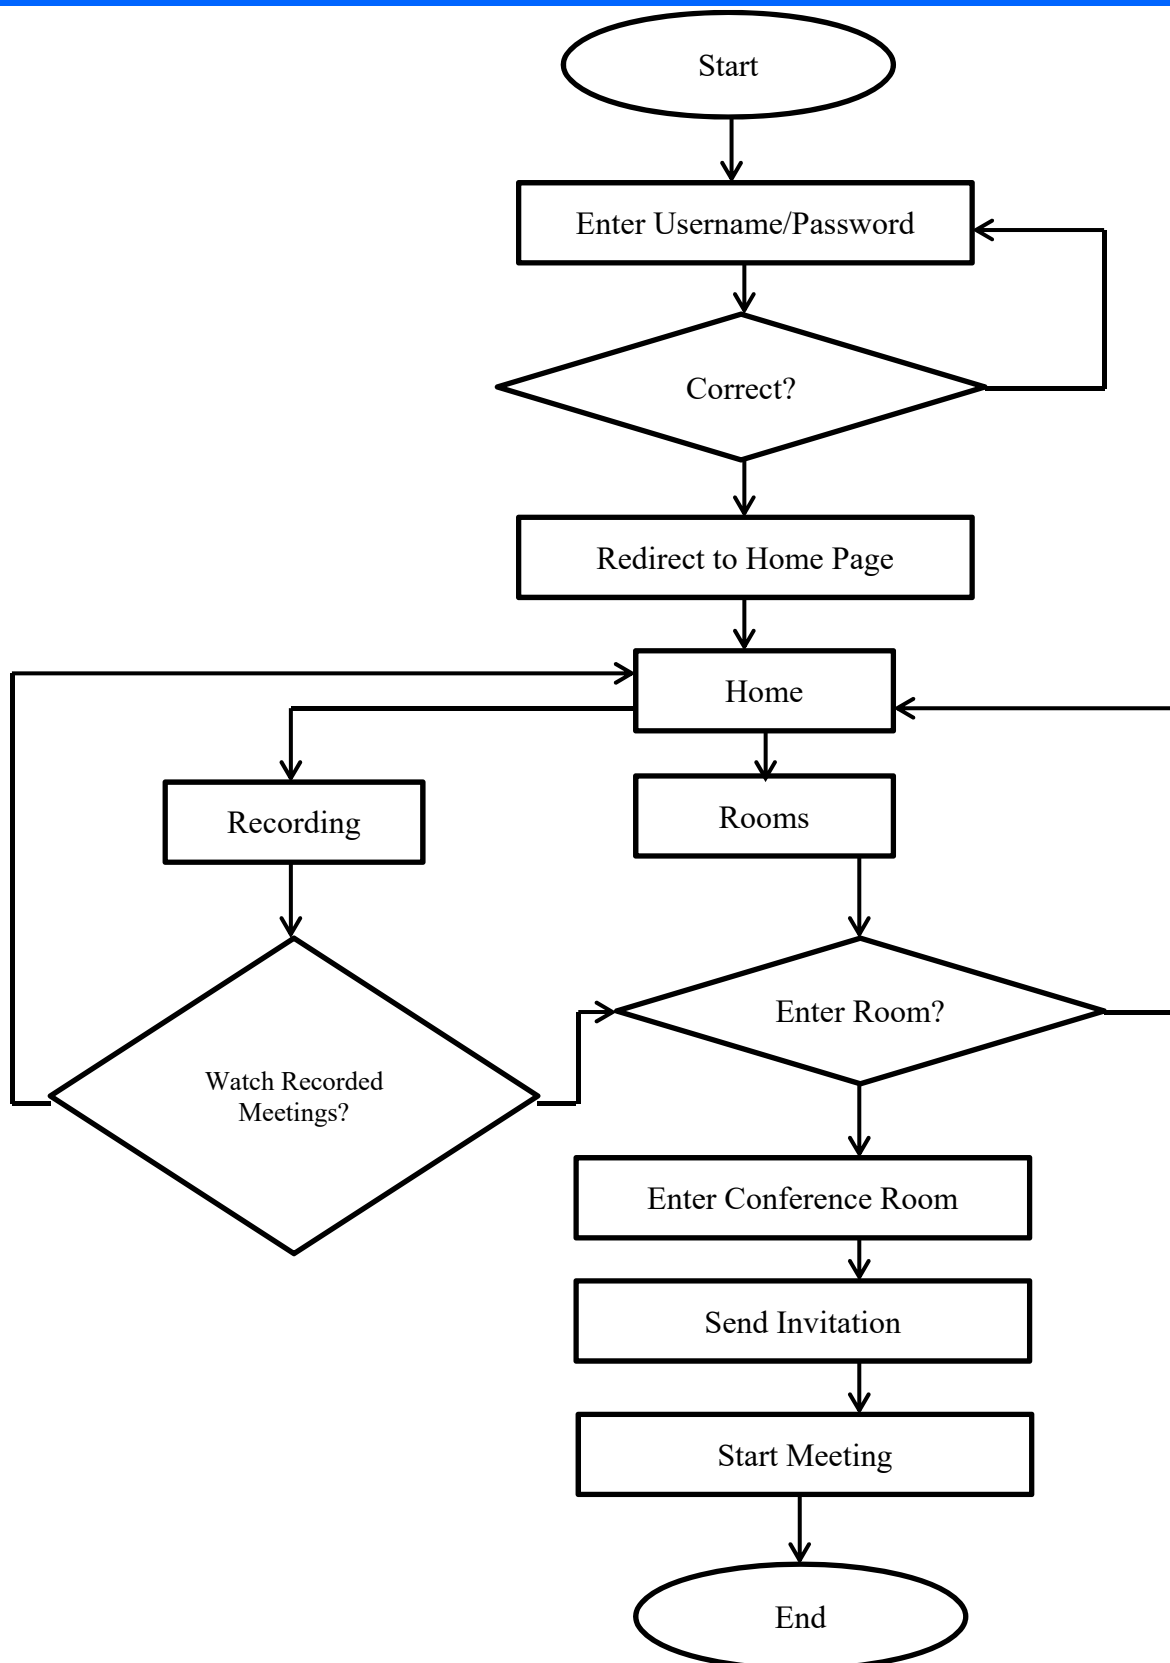 Start
Enter Username/Password
Correct?
Redirect to Home Page
Home
Recording
Rooms
Enter Room?
Watch Recorded
Meetings?
Enter Conference Room
Send Invitation
Start Meeting
End